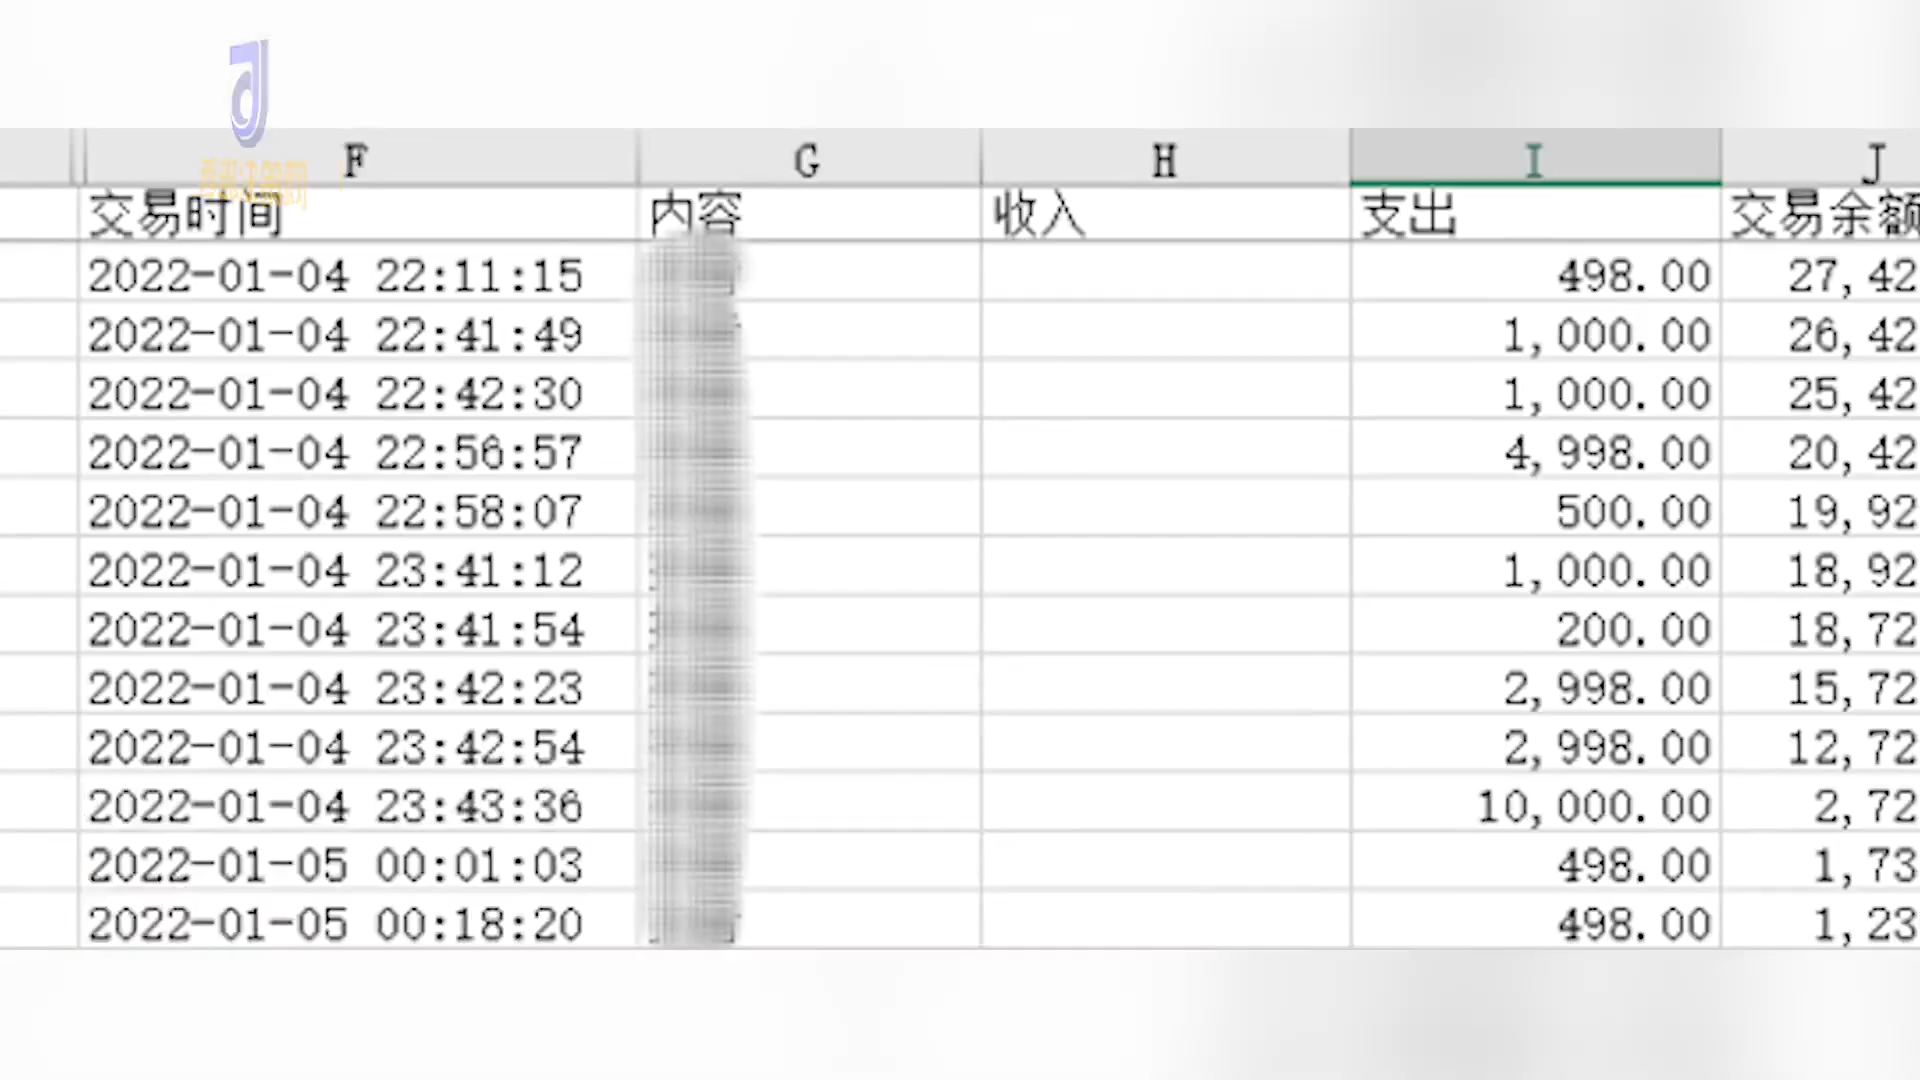 F G H I J
交易时间 内容 收入 支出 交易余额
2022-01-04 22:11:15 498.00 27,42
2022-01-04 22:41:49 1,000.00 26,42
2022-01-04 22:42:30 1,000.00 25,42
2022-01-04 22:56:57 4,998.00 20,42
2022-01-04 22:58:07 500.00 19,92
2022-01-04 23:41:12 1,000.00 18,92
2022-01-04 23:41:54 200.00 18,72
2022-01-04 23:42:23 2,998.00 15,72
2022-01-04 23:42:54 2,998.00 12,72
2022-01-04 23:43:36 10,000.00 2,72
2022-01-05 00:01:03 498.00 1,73
2022-01-05 00:18:20 498.00 1,23